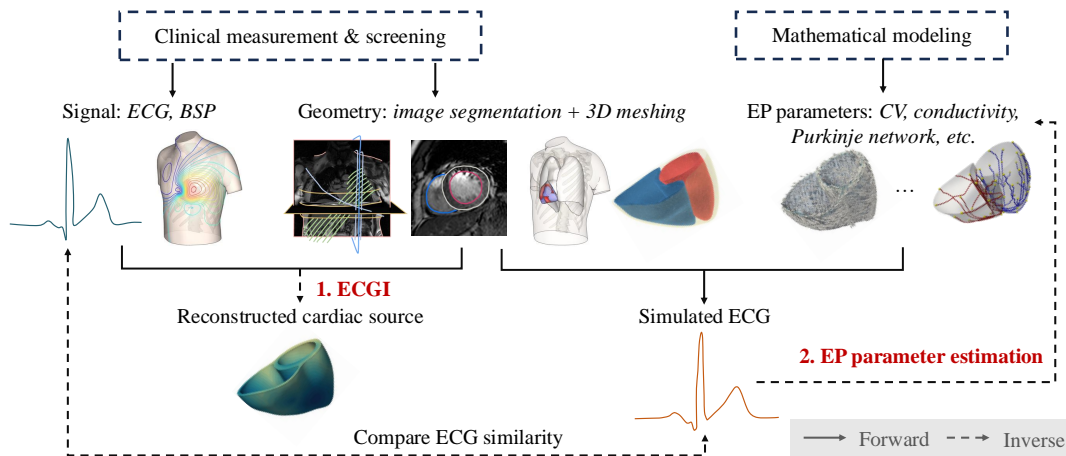 Clinical measurement & screening
Mathematical modeling
Signal: ECG, BSP
Geometry: image segmentation + 3D meshing
EP parameters: CV, conductivity,
Purkinje network, etc.
...
1. ECGI
Reconstructed cardiac source
Simulated ECG
2. EP parameter estimation
Compare ECG similarity
Forward
Inverse